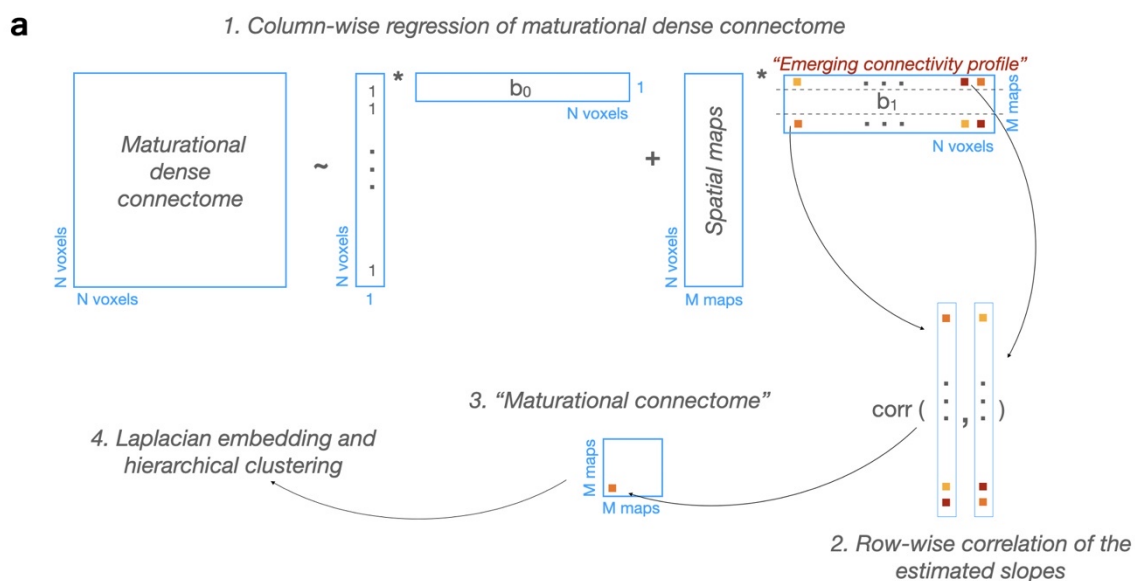 a
1. Column-wise regression of maturational dense connectome
"Emerging connectivity profile"
Maturational
dense
connectome
N voxels
N voxels
~
1
1
1
N voxels
1
*
b₀
1
N voxels
+
Spatial maps
N voxels
M maps
*
b₁
M maps
N voxels
corr ( , )
2. Row-wise correlation of the
estimated slopes
3. "Maturational connectome"
M maps
M maps
4. Laplacian embedding and
hierarchical clustering